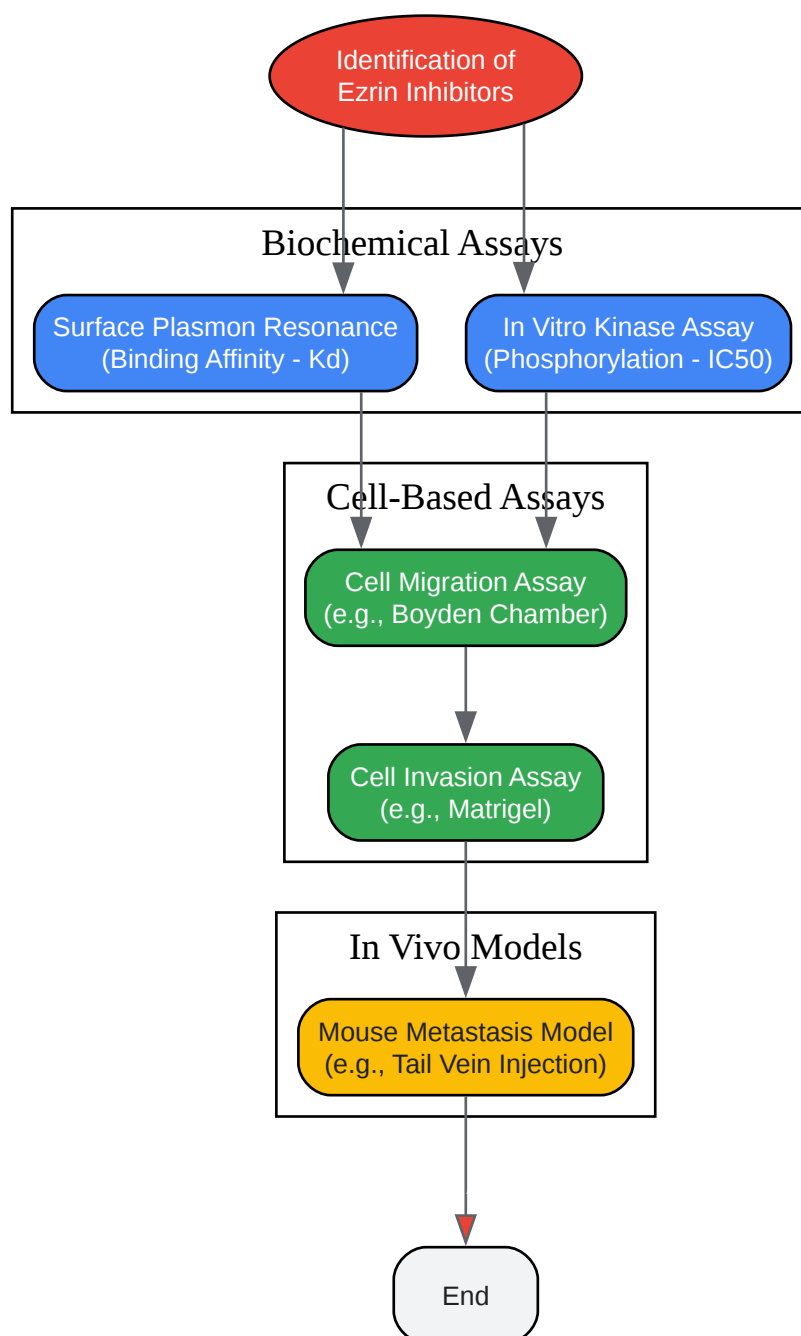 Identification of
Ezrin Inhibitors
Biochemical Assays
Surface Plasmon Resonance
(Binding Affinity - Kd)
In Vitro Kinase Assay
(Phosphorylation - IC50)
Cell-Based Assays
Cell Migration Assay
(e.g., Boyden Chamber)
Cell Invasion Assay
(e.g., Matrigel)
In Vivo Models
Mouse Metastasis Model
(e.g., Tail Vein Injection)
End